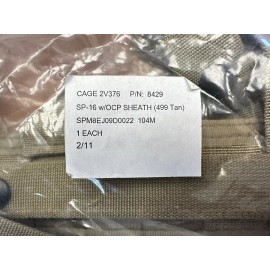 CAGE 2V376 P/N: 8429
SP-16 w/OCP SHEATH (499 Tan)
SPM8EJ09D0022 104M
1 EACH
2/11